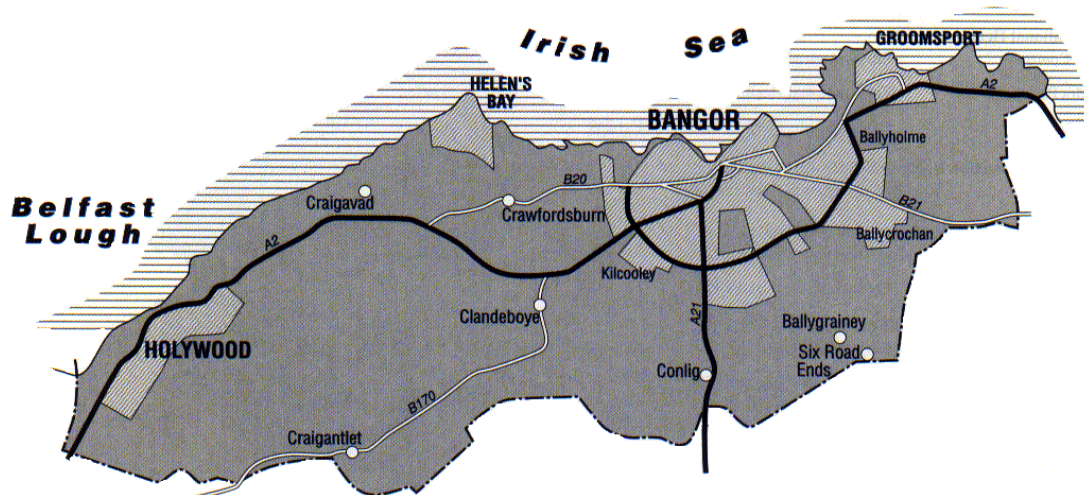 Irish Sea
GROOMSPORT
HELEN'S
BAY
A2
BANGOR
Ballyholme
B20
Craigavad
Crawfordsburn
B21
Belfast
Lough
A2
Ballycrochan
Kilcooley
Clandeboye
A21
Ballygrainey
HOLYWOOD
Six Road
Ends
Conlig
B170
Craigantlet